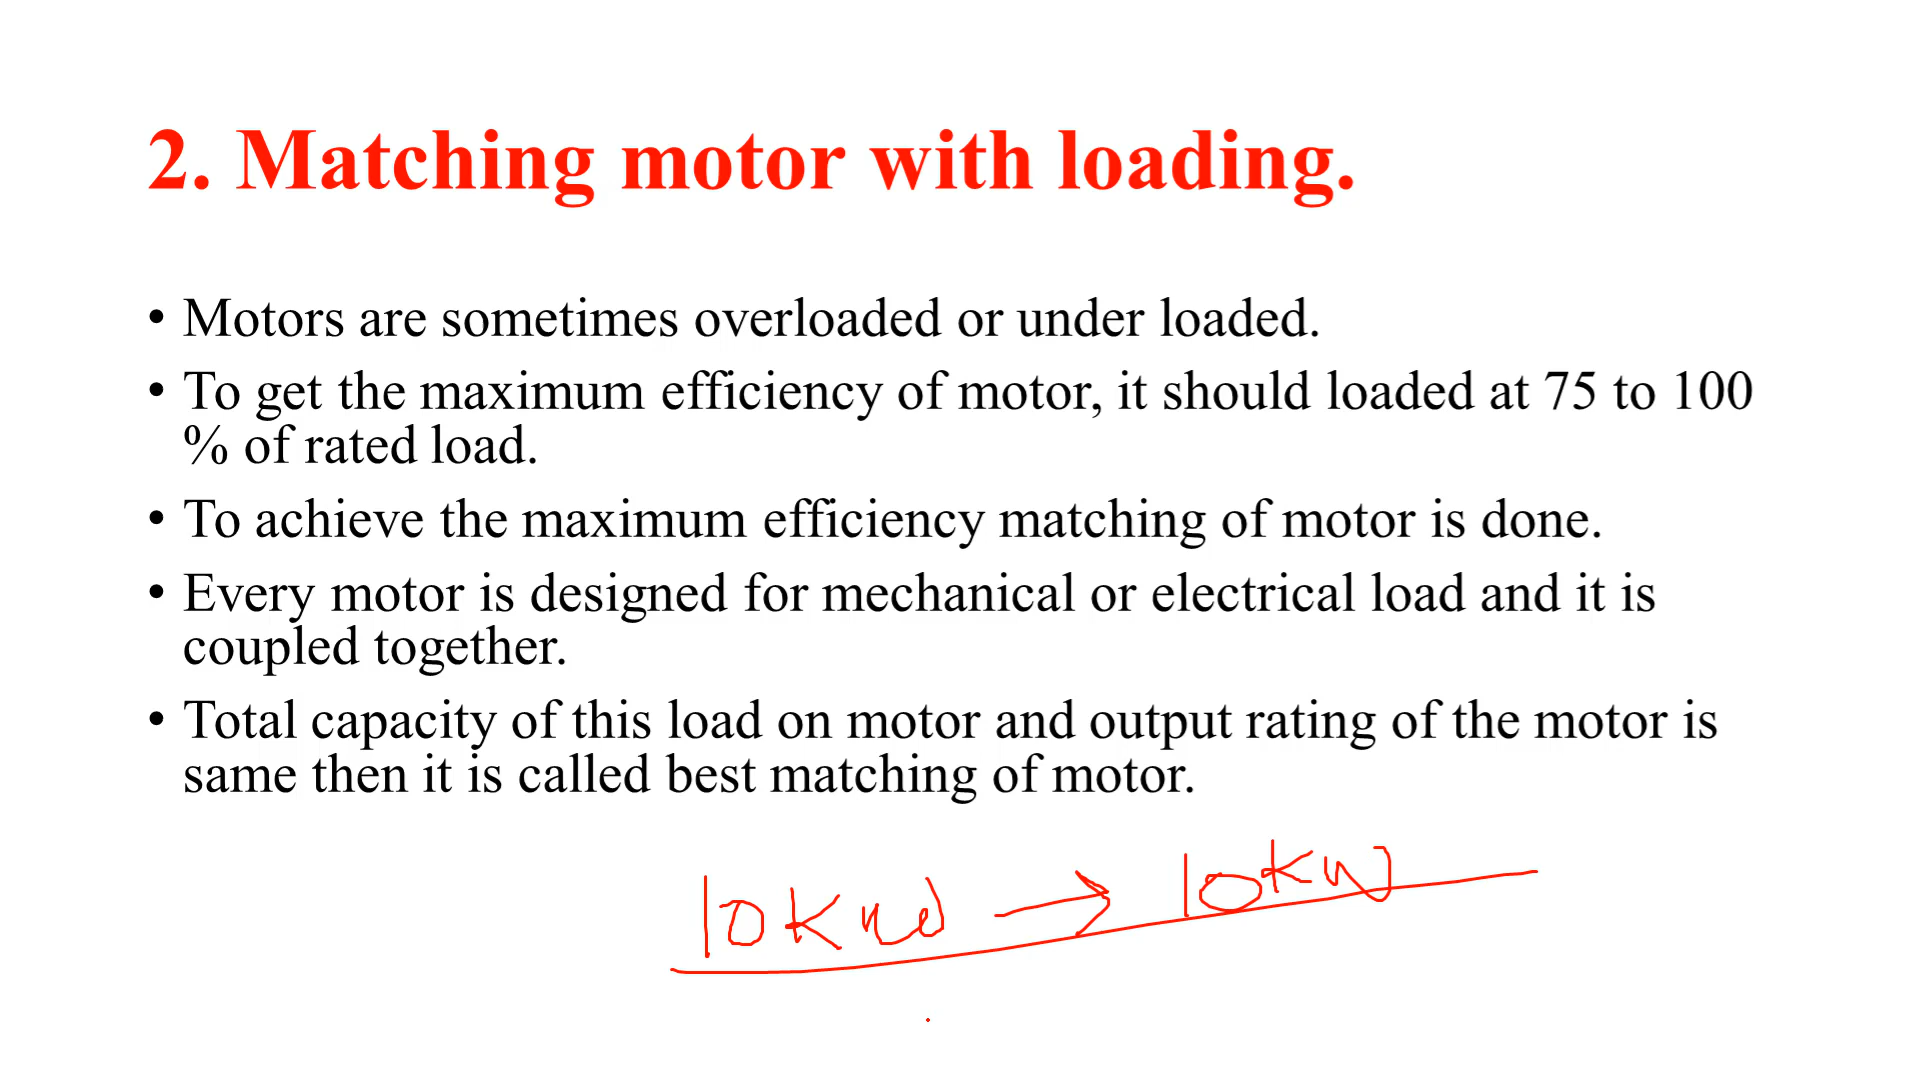 2. Matching motor with loading.
• Motors are sometimes overloaded or under loaded.
• To get the maximum efficiency of motor, it should loaded at 75 to 100
% of rated load.
• To achieve the maximum efficiency matching of motor is done.
• Every motor is designed for mechanical or electrical load and it is
coupled together.
• Total capacity of this load on motor and output rating of the motor is
same then it is called best matching of motor.
10KW → 10KW